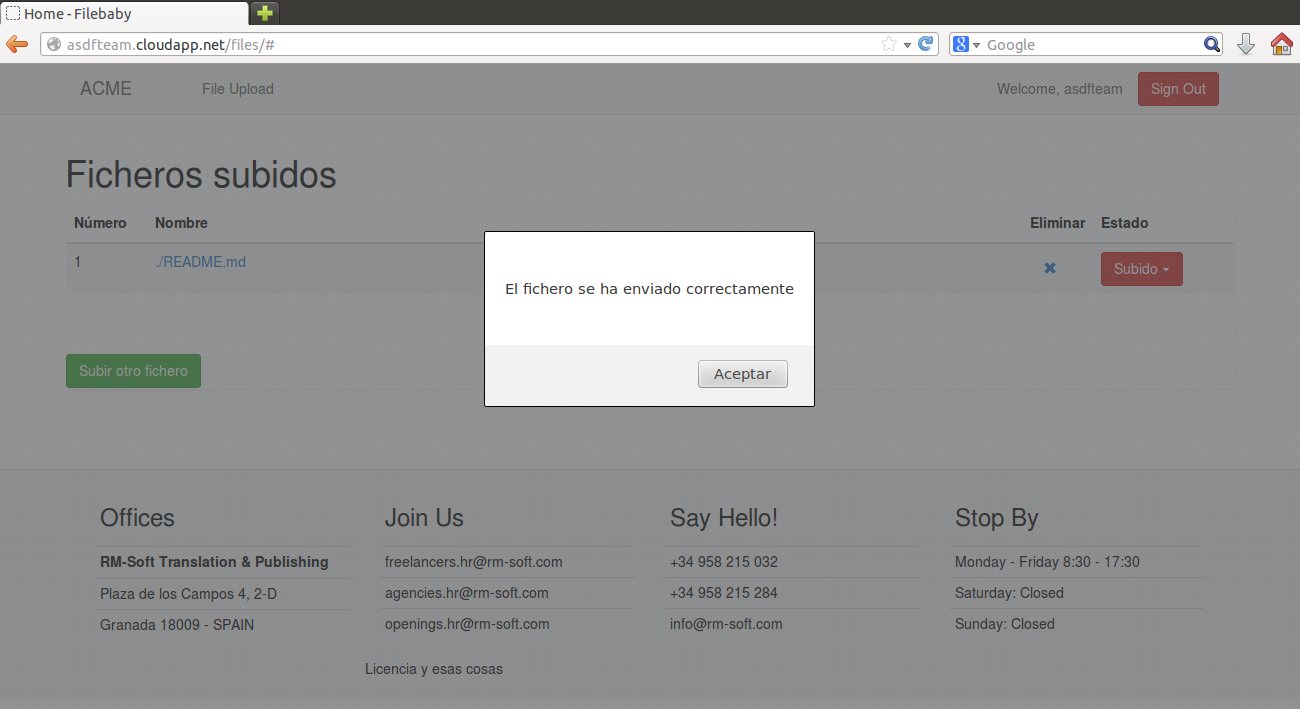 Home - Filebaby
asdfteam.cloudapp.net/files/#
Google
ACME
File Upload
Welcome, asdfteam
Sign Out
Ficheros subidos
Número Nombre Eliminar Estado
1 ./README.md Subido
El fichero se ha enviado correctamente
Aceptar
Subir otro fichero
Offices
RM-Soft Translation & Publishing
Plaza de los Campos 4, 2-D
Granada 18009 - SPAIN
Join Us
freelancers.hr@rm-soft.com
agencies.hr@rm-soft.com
openings.hr@rm-soft.com
Say Hello!
+34 958 215 032
+34 958 215 284
info@rm-soft.com
Stop By
Monday - Friday 8:30 - 17:30
Saturday: Closed
Sunday: Closed
Licencia y esas cosas